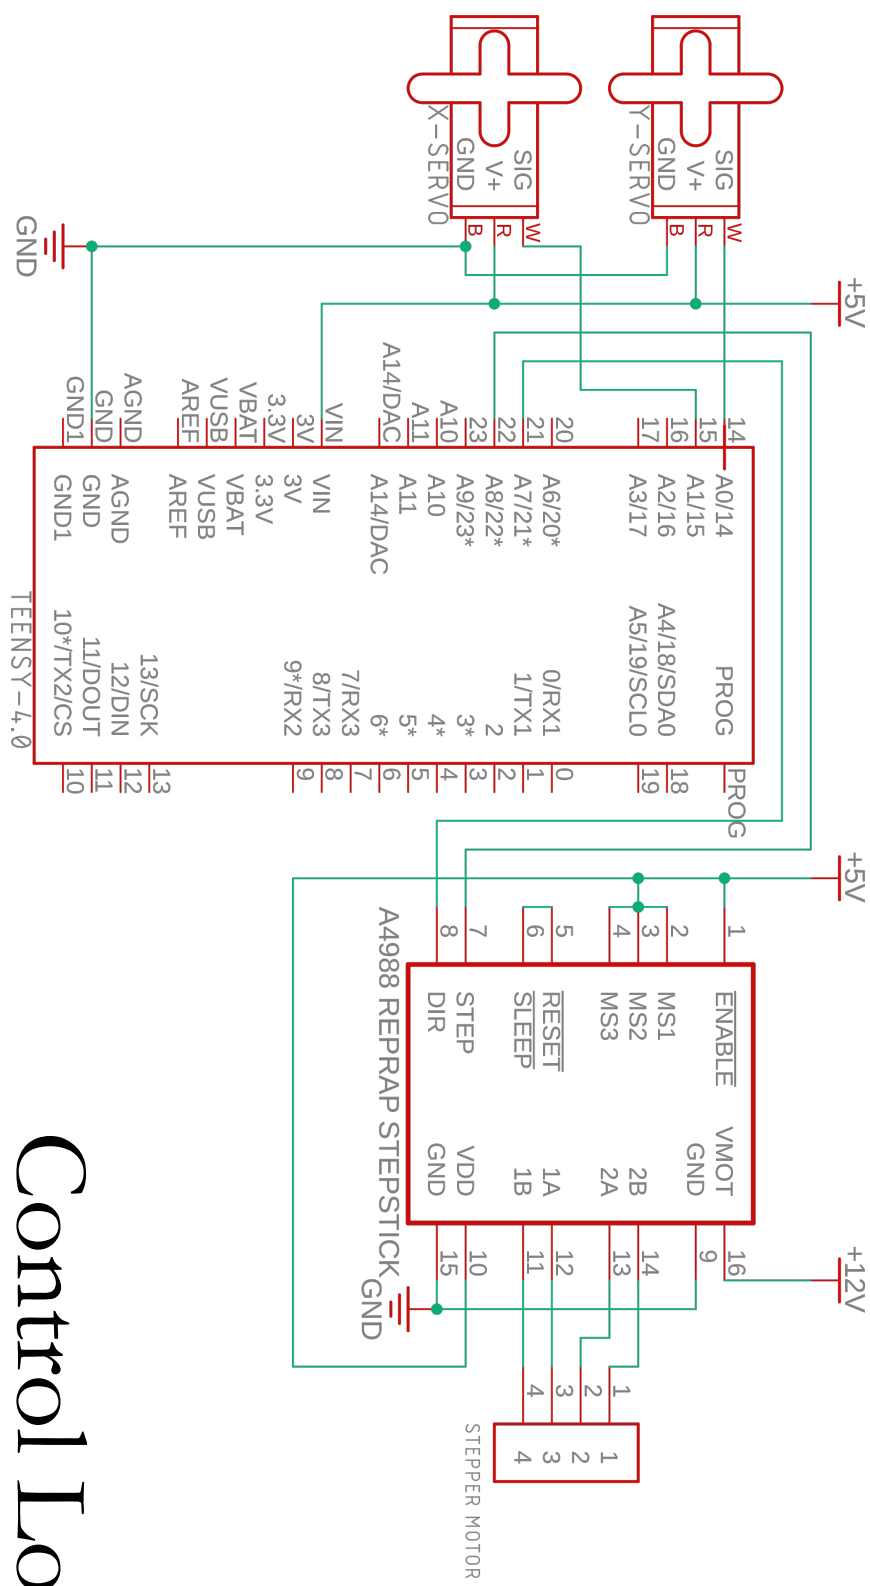 +5V
+5V
+12V
Y-SERVO
SIG
V+
GND
W
R
B
X-SERVO
SIG
V+
GND
W
R
B
GND
14
15
16
17
20
21
22
23
A10
A11
A14/DAC
VIN
3V
3.3V
VBAT
VUSB
AREF
AGND
GND
GND1
A0/14
A1/15
A2/16
A3/17
A6/20*
A7/21*
A8/22*
A9/23*
A10
A11
A14/DAC
VIN
3V
3.3V
VBAT
VUSB
AREF
AGND
GND
GND1
PROG
A4/18/SDA0
A5/19/SCL0
0/RX1
1/TX1
2
3*
4*
5*
6*
7/RX3
8/TX3
9*/RX2
13/SCK
12/DIN
11/DOUT
10*/TX2/CS
PROG
18
19
0
1
2
3
4
5
6
7
8
9
13
12
11
10
TEENSY-4.0
1
2
3
4
5
6
7
8
ENABLE
MS1
MS2
MS3
RESET
SLEEP
STEP
DIR
VMOT
GND
2B
2A
1A
1B
VDD
GND
16
9
14
13
12
11
10
15
A4988 REPRAP STEPSTICK
GND
1
2
3
4
1
2
3
4
STEPPER MOTOR
Control Lo